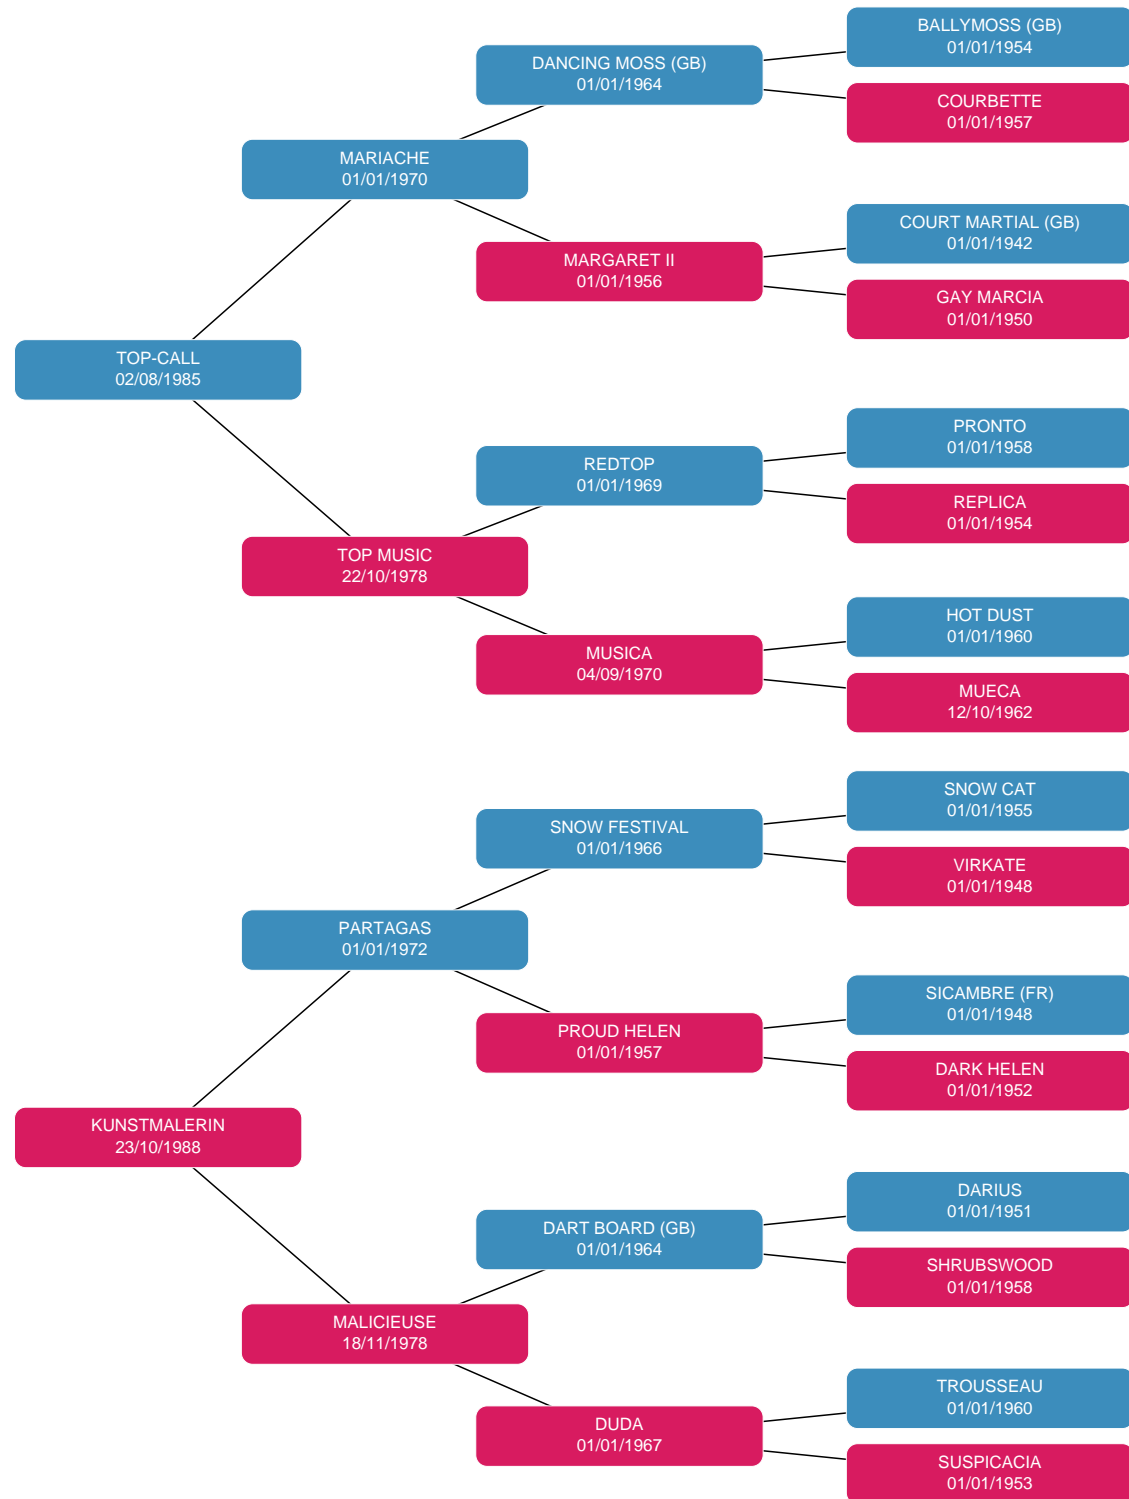 BALLYMOSS (GB)
01/01/1954
DANCING MOSS (GB)
01/01/1964
COURBETTE
01/01/1957
MARIACHE
01/01/1970
COURT MARTIAL (GB)
01/01/1942
MARGARET II
01/01/1956
GAY MARCIA
01/01/1950
TOP-CALL
02/08/1985
PRONTO
01/01/1958
REDTOP
01/01/1969
REPLICA
01/01/1954
TOP MUSIC
22/10/1978
HOT DUST
01/01/1960
MUSICA
04/09/1970
MUECA
12/10/1962
SNOW CAT
01/01/1955
SNOW FESTIVAL
01/01/1966
VIRKATE
01/01/1948
PARTAGAS
01/01/1972
SICAMBRE (FR)
01/01/1948
PROUD HELEN
01/01/1957
DARK HELEN
01/01/1952
KUNSTMALERIN
23/10/1988
DARIUS
01/01/1951
DART BOARD (GB)
01/01/1964
SHRUBSWOOD
01/01/1958
MALICIEUSE
18/11/1978
TROUSSEAU
01/01/1960
DUDA
01/01/1967
SUSPICACIA
01/01/1953